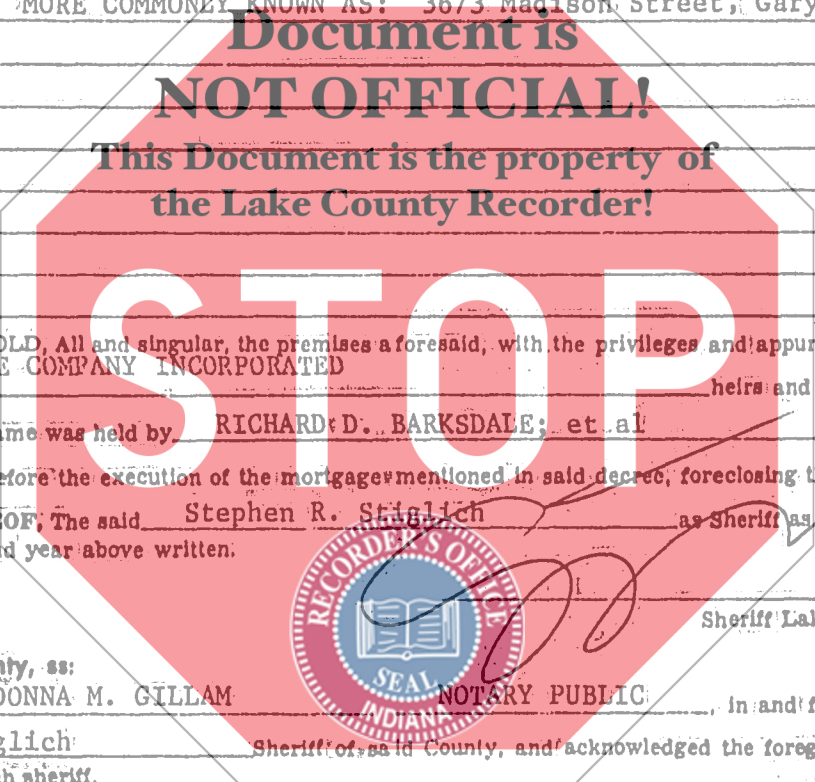 MORE COMMONLY KNOWN AS: 3673 Madison Street, Gary
Document is
NOT OFFICIAL!
This Document is the property of
the Lake County Recorder!
STOP
OLD, All and singular, the premises aforesaid, with the privileges and appur
E COMPANY INCORPORATED
heirs and
ame was held by RICHARD D. BARKSDALE; et al
efore the execution of the mortgage mentioned in said decree, foreclosing t
OF, The said Stephen R. Stiglich as Sheriff as
d year above written.
Sheriff Lak
nty, ss:
DONNA M. GILLAM NOTARY PUBLIC, in and f
glich Sheriff of said County, and acknowledged the foreg
h sheriff.
RECORDER'S OFFICE
SEAL
INDIANA